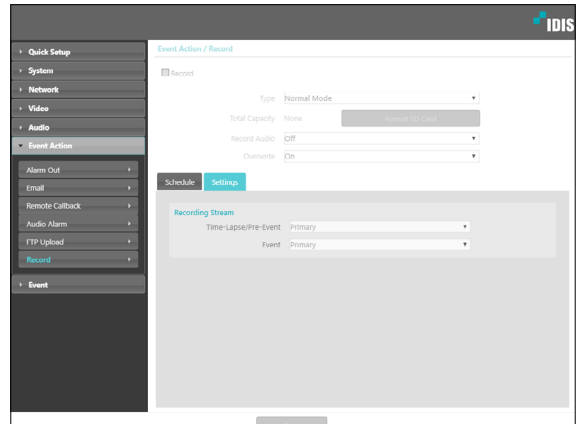 IDIS
Quick Setup
System
Network
Video
Audio
Event Action
Alarm Out
Email
Remote Callback
Audio Alarm
FTP Upload
Record
Event
Event Action / Record
Record
Type Normal Mode
Total Capacity None Format SD Card
Record Audio Off
Overwrite On
Schedule Settings
Recording Stream
Time-Lapse/Pre-Event Primary
Event Primary